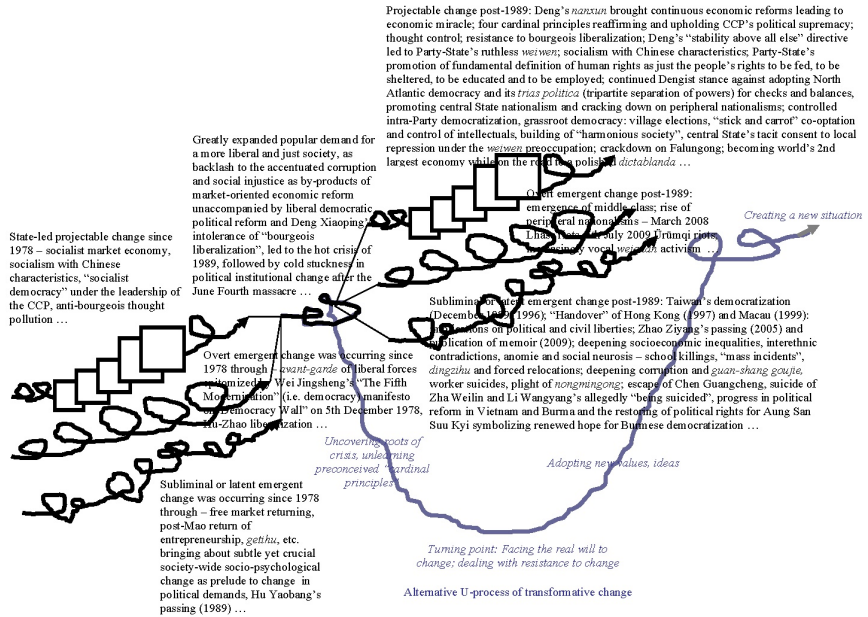 Projectable change post-1989: Deng's nanxun brought continuous economic reforms leading to
economic miracle; four cardinal principles reaffirming and upholding CCP's political supremacy;
thought control; resistance to bourgeois liberalization; Deng's "stability above all else" directive
led to Party-State's ruthless weiwen; socialism with Chinese characteristics; Party-State's
promotion of fundamental definition of human rights as just the people's rights to be fed, to be
sheltered, to be educated and to be employed; continued Dengist stance against adopting North
Atlantic democracy and its trias politica (tripartite separation of powers) for checks and balances,
promoting central State nationalism and cracking down on peripheral nationalisms; controlled
intra-Party democratization, grassroot democracy: village elections, "stick and carrot" co-optation
and control of intellectuals, building of "harmonious society", central State's tacit consent to local
repression under the weiwen preoccupation; crackdown on Falungong; becoming world's 2nd
largest economy while on the road to a polished dictablanda …
Greatly expanded popular demand for
a more liberal and just society, as
backlash to the accentuated corruption
and social injustice as by-products of
market-oriented economic reform
unaccompanied by liberal democratic
political reform and Deng Xiaoping's
intolerance of "bourgeois
liberalization", led to the hot crisis of
1989, followed by cold stuckness in
political institutional change after the
June Fourth massacre …
State-led projectable change since
1978 – socialist market economy,
socialism with Chinese
characteristics, "socialist
democracy" under the leadership of
the CCP, anti-bourgeois thought
pollution …
Overt emergent change post-1989:
emergence of middle class; rise of
peripheral nationalisms – March 2008
Lhasa July 2009 Ürümqi riots;
increasingly vocal activism …
Creating a new situation
Subliminal or latent emergent change post-1989: Taiwan's democratization
(December 1996); "Handover" of Hong Kong (1997) and Macau (1999):
on political and civil liberties; Zhao Ziyang's passing (2005) and
publication of memoir (2009); deepening socioeconomic inequalities, interethnic
contradictions, anomie and social neurosis – school killings, "mass incidents",
dingzihu and forced relocations; deepening corruption and guan-shang goujie,
worker suicides, plight of nongmingong; escape of Chen Guangcheng, suicide of
Zha Weilin and Li Wangyang's allegedly "being suicided", progress in political
reform in Vietnam and Burma and the restoring of political rights for Aung San
Suu Kyi symbolizing renewed hope for Burmese democratization …
Overt emergent change was occurring since
1978 through – avant-garde of liberal forces
epitomized by Wei Jingsheng's "The Fifth
Modernization" (i.e. democracy) manifesto
on "Democracy Wall" on 5th December 1978,
Hu-Zhao liberalization …
Uncovering roots of
crisis, unlearning
preconceived "cardinal
principles"
Adopting new values, ideas
Subliminal or latent emergent
change was occurring since 1978
through – free market returning,
post-Mao return of
entrepreneurship, getihu, etc.
bringing about subtle yet crucial
society-wide socio-psychological
change as prelude to change in
political demands, Hu Yaobang's
passing (1989) …
Turning point: Facing the real will to
change; dealing with resistance to change
Alternative U-process of transformative change